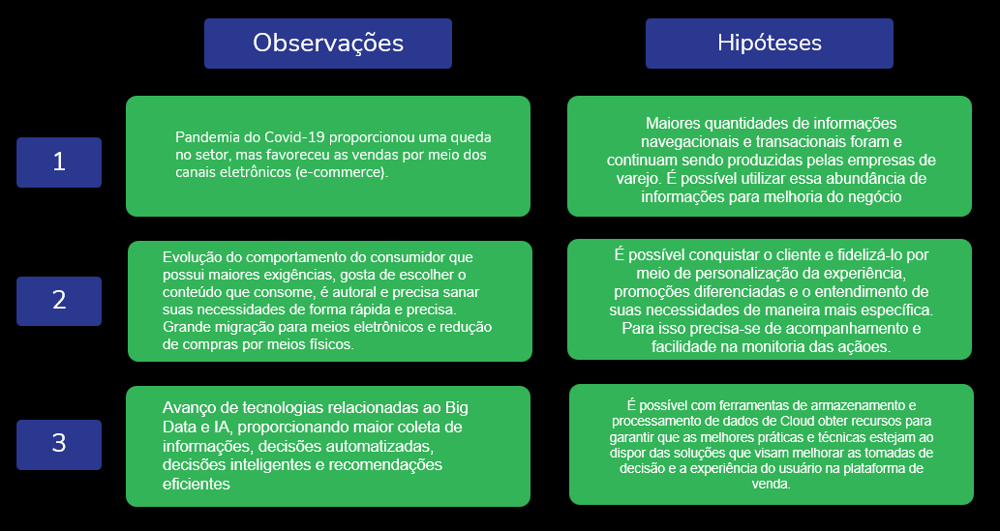 Observações
Hipóteses
1
Pandemia do Covid-19 proporcionou uma queda
no setor, mas favoreceu as vendas por meio dos
canais eletrônicos (e-commerce).
Maiores quantidades de informações
navegacionais e transacionais foram e
continuam sendo produzidas pelas empresas de
varejo. É possível utilizar essa abundância de
informações para melhoria do negócio
2
Evolução do comportamento do consumidor que
possui maiores exigências, gosta de escolher o
conteúdo que consome, é autoral e precisa sanar
suas necessidades de forma rápida e precisa.
Grande migração para meios eletrônicos e redução
de compras por meios físicos.
É possível conquistar o cliente e fidelizá-lo por
meio de personalização da experiência,
promoções diferenciadas e o entendimento de
suas necessidades de maneira mais específica.
Para isso precisa-se de acompanhamento e
facilidade na monitoria das açãoes.
3
Avanço de tecnologias relacionadas ao Big
Data e IA, proporcionando maior coleta de
informações, decisões automatizadas,
decisões inteligentes e recomendações
eficientes
É possível com ferramentas de armazenamento e
processamento de dados de Cloud obter recursos para
garantir que as melhores práticas e técnicas estejam ao
dispor das soluções que visam melhorar as tomadas de
decisão e a experiência do usuário na plataforma de
venda.